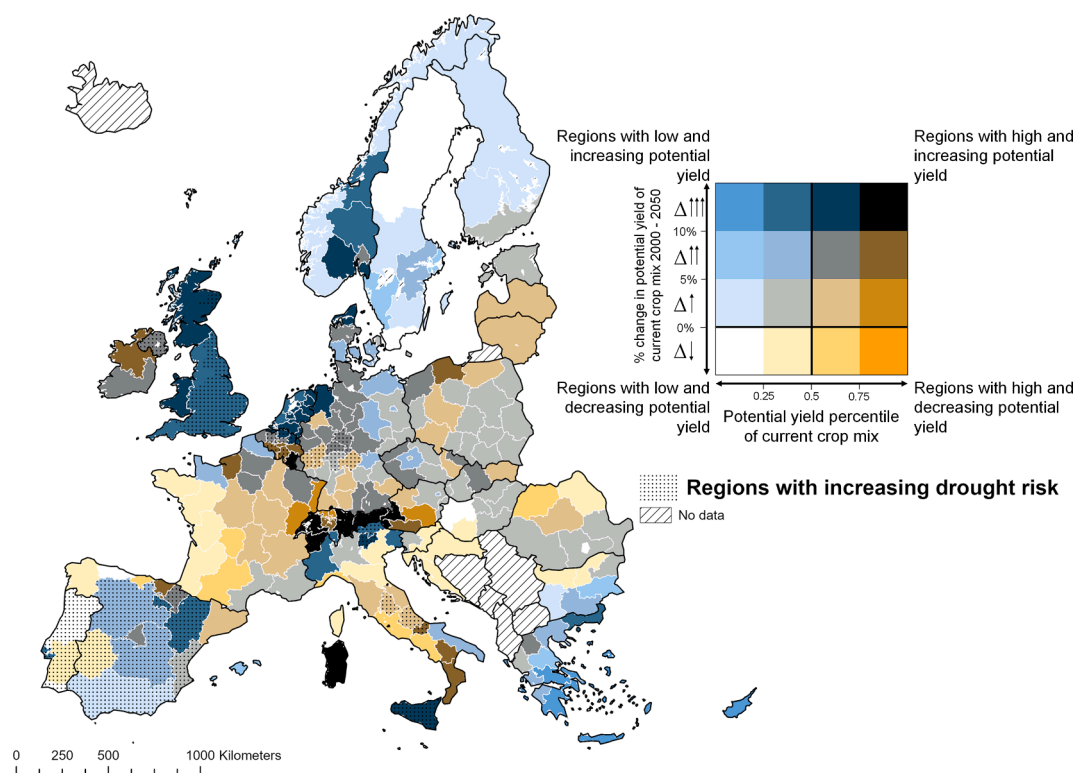 Regions with low and
increasing potential
yield
Regions with high and
increasing potential
yield
% change in potential yield of
current crop mix 2000 - 2050
Δ↑↑↑
10%
Δ↑↑
5%
Δ↑
0%
Δ↓
Regions with low and
decreasing potential
yield
0.25 0.5 0.75
Potential yield percentile
of current crop mix
Regions with high and
decreasing potential
yield
Regions with increasing drought risk
No data
0 250 500 1000 Kilometers